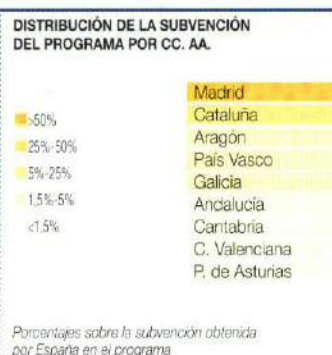 DISTRIBUCIÓN DE LA SUBVENCIÓN
DEL PROGRAMA POR CC. AA.
>50%
25%-50%
5%-25%
1,5%-5%
<1.5%
Madrid
Cataluña
Aragón
País Vasco
Galicia
Andalucía
Cantabria
C. Valenciana
P. de Asturias
Porcentajes sobre la subvención obtenida
por España en el programa